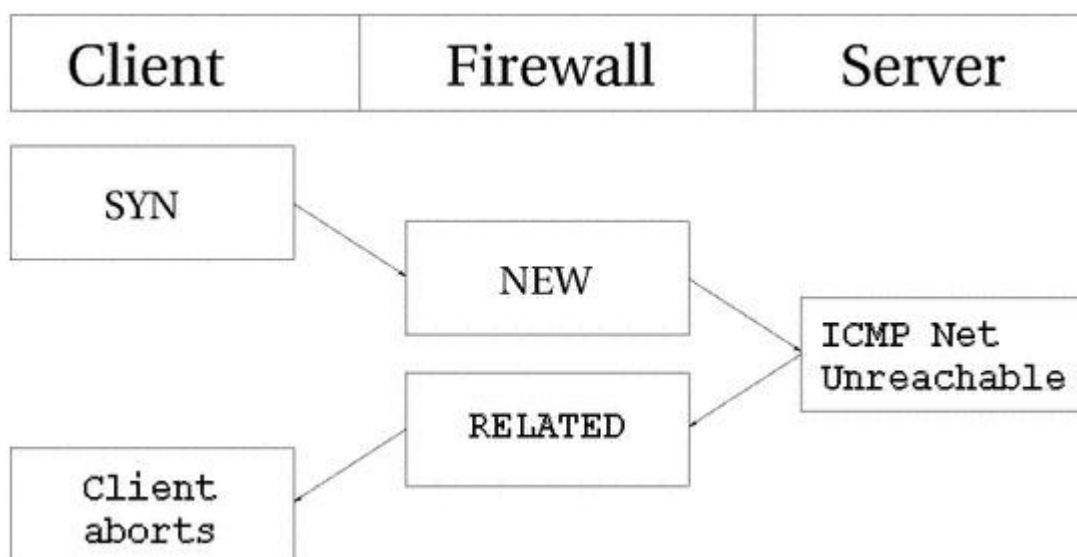 Client Firewall Server
SYN
NEW
ICMP Net
Unreachable
RELATED
Client
aborts